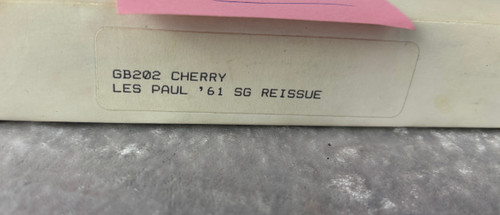 GB202 CHERRY
LES PAUL '61 SG REISSUE